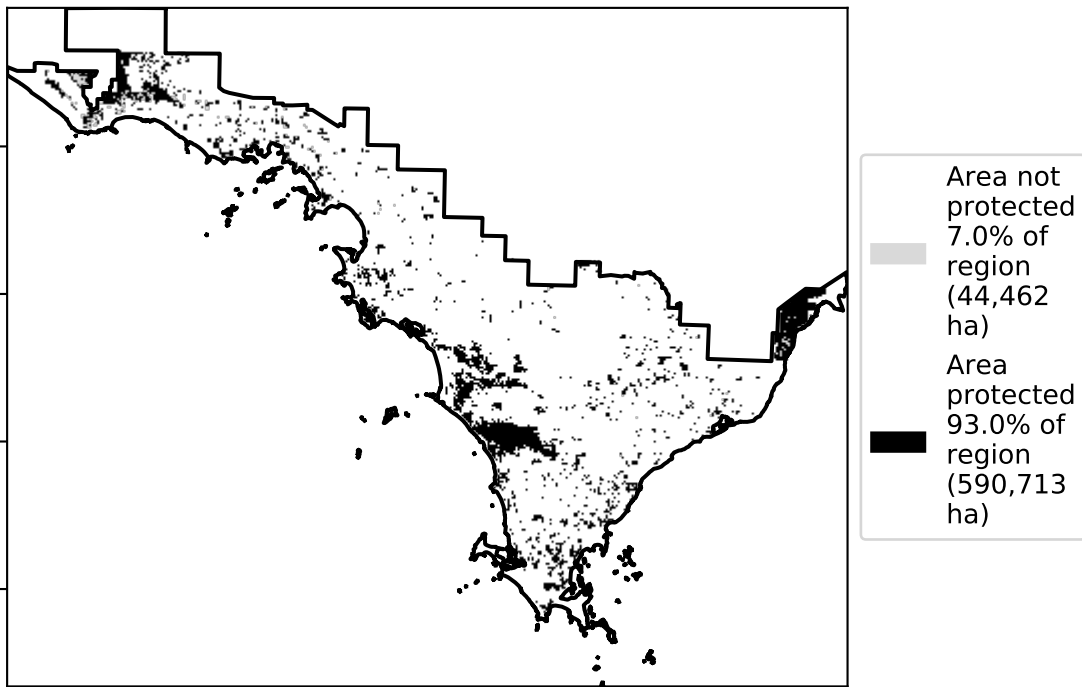 Area not
protected
7.0% of
region
(44,462
ha)
Area
protected
93.0% of
region
(590,713
ha)